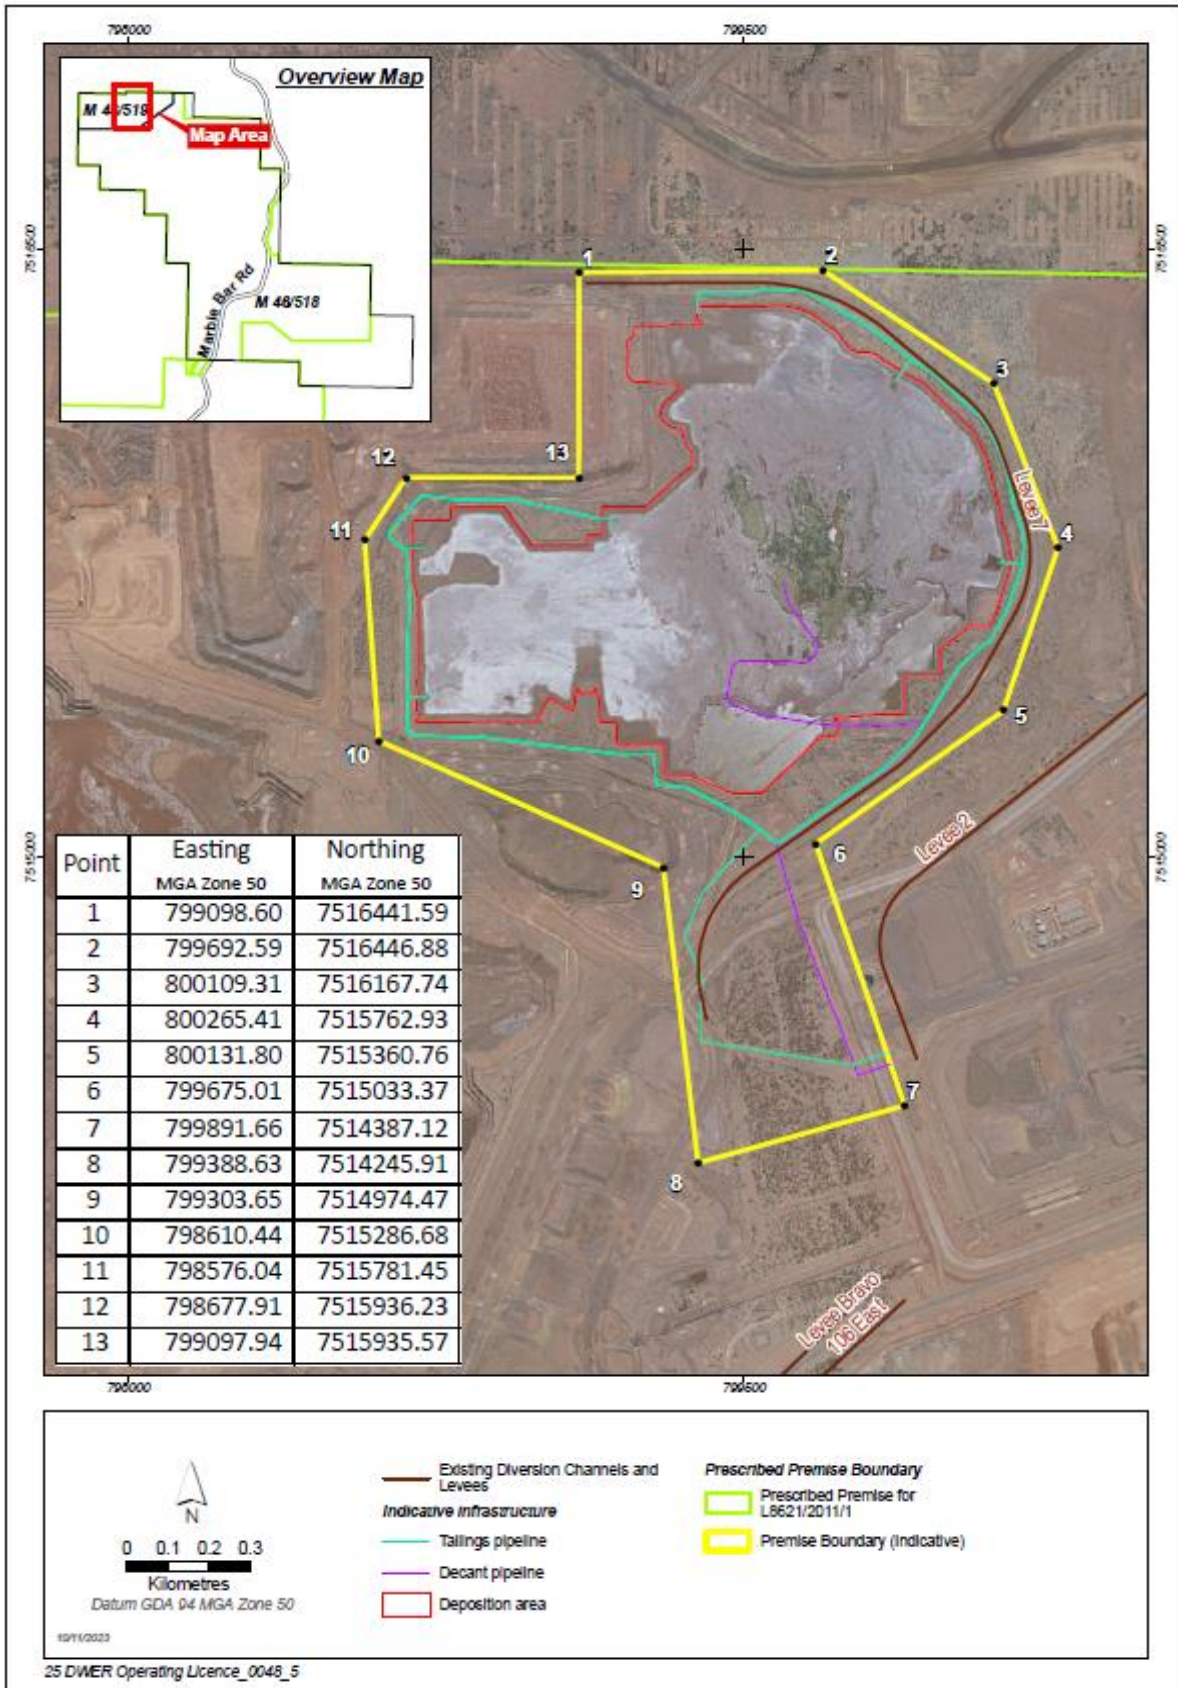 798000
799500
Overview Map
M 46/519
Map Area
Marble Bar Rd
M 46/518
7516500
7516500
1
2
3
13
12
11
Levee 7
4
5
10
Levee 2
7515000
7515000
6
9
7
8
Levee Bravo
106 East
Point Easting MGA Zone 50 Northing MGA Zone 50
1 799098.60 7516441.59
2 799692.59 7516446.88
3 800109.31 7516167.74
4 800265.41 7515762.93
5 800131.80 7515360.76
6 799675.01 7515033.37
7 799891.66 7514387.12
8 799388.63 7514245.91
9 799303.65 7514974.47
10 798610.44 7515286.68
11 798576.04 7515781.45
12 798677.91 7515936.23
13 799097.94 7515935.57
798000
799500
N
0 0.1 0.2 0.3
Kilometres
Datum GDA 94 MGA Zone 50
Existing Diversion Channels and
Levees
Indicative Infrastructure
Tailings pipeline
Decant pipeline
Deposition area
Prescribed Premise Boundary
Prescribed Premise for
L8621/2011/1
Premise Boundary (Indicative)
25 DWER Operating Licence_0048_5